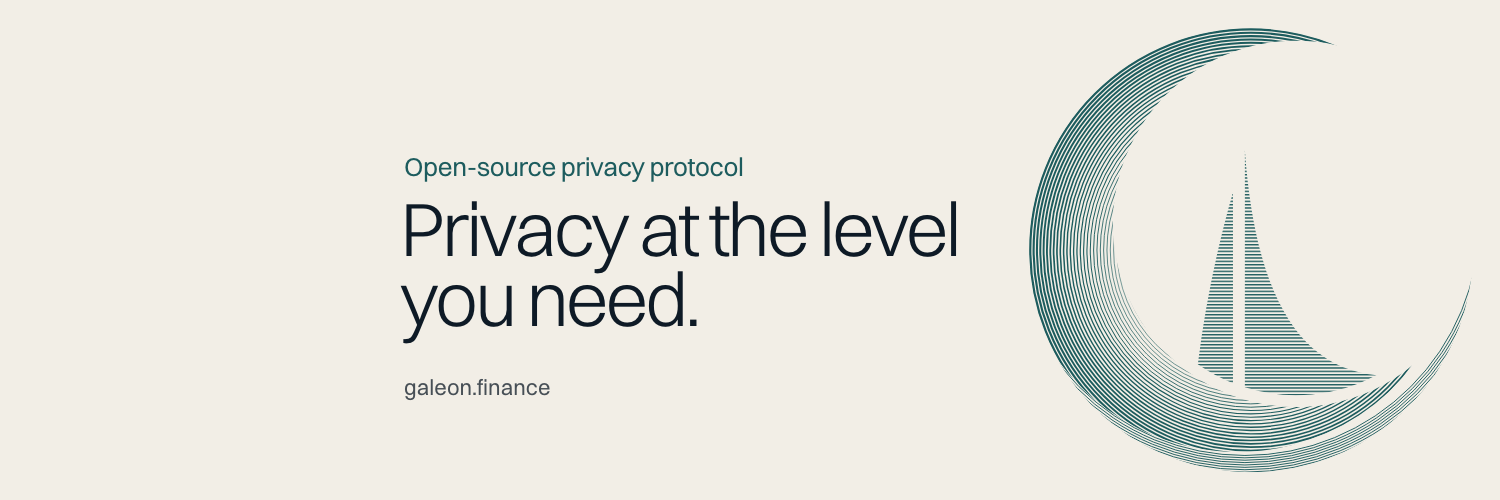 Open-source privacy protocol
Privacy at the level
you need.
galeon.finance